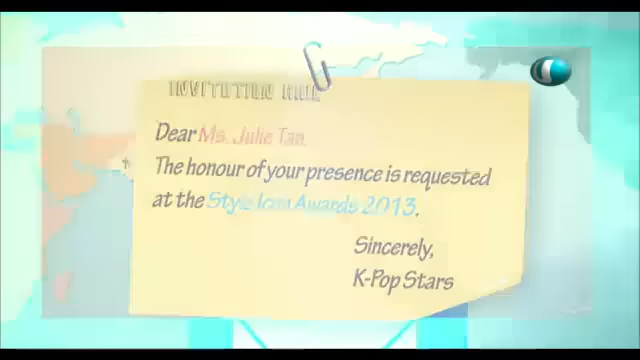 Dear Ms. Julie Tan
The honour of your presence is requested
at the Style Icon Awards 2013.
Sincerely,
K-Pop Stars